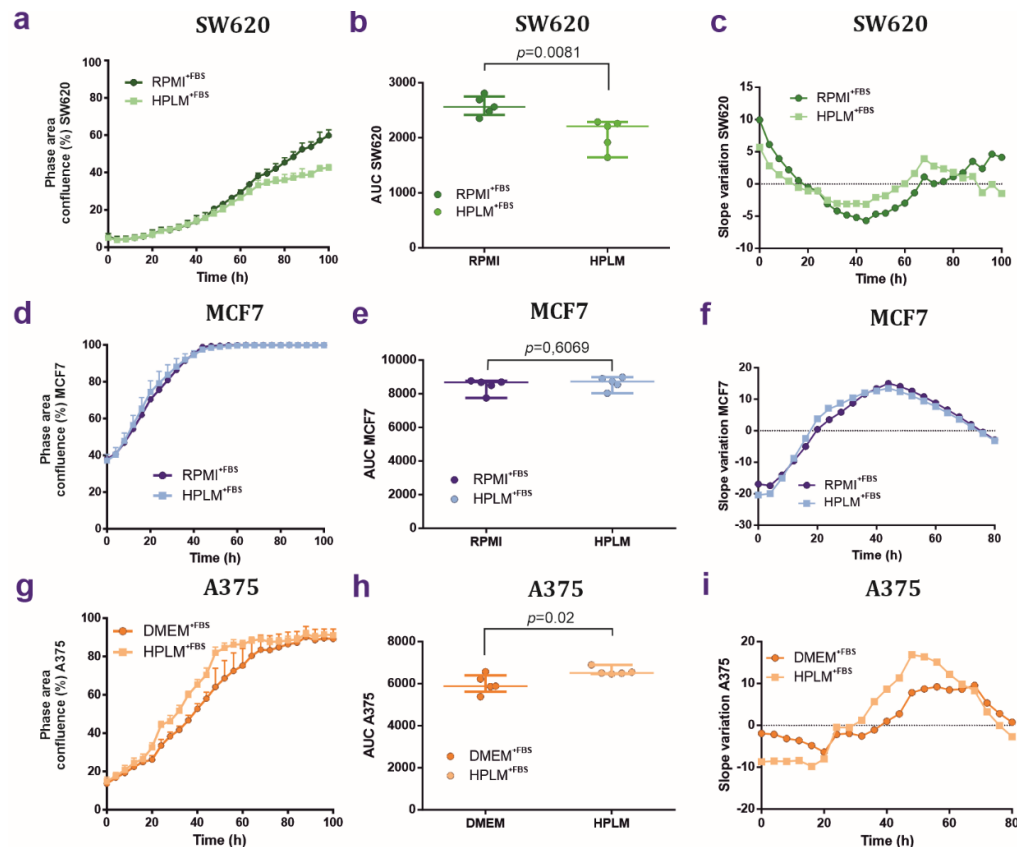 a
SW620
Phase area
confluence (%) SW620
100
80
60
40
20
0
RPMI+FBS
HPLM+FBS
0 20 40 60 80 100
Time (h)
b
SW620
p=0.0081
AUC SW620
3000
2000
1000
0
RPMI+FBS
HPLM+FBS
RPMI HPLM
c
SW620
Slope variation SW620
15
10
5
0
-5
-10
RPMI+FBS
HPLM+FBS
0 20 40 60 80 100
Time (h)
d
MCF7
Phase area
confluence (%) MCF7
100
80
60
40
20
0
RPMI+FBS
HPLM+FBS
0 20 40 60 80 100
Time (h)
e
MCF7
p=0,6069
AUC MCF7
10000
8000
6000
4000
2000
0
RPMI+FBS
HPLM+FBS
RPMI HPLM
f
MCF7
Slope variation MCF7
30
20
10
0
-10
-20
-30
RPMI+FBS
HPLM+FBS
0 20 40 60 80
Time (h)
g
A375
Phase area
confluence (%) A375
100
80
60
40
20
0
DMEM+FBS
HPLM+FBS
0 20 40 60 80 100
Time (h)
h
A375
p=0.02
AUC A375
8000
6000
4000
2000
0
DMEM+FBS
HPLM+FBS
DMEM HPLM
i
A375
Slope variation A375
20
10
0
-10
-20
DMEM+FBS
HPLM+FBS
0 20 40 60 80
Time (h)